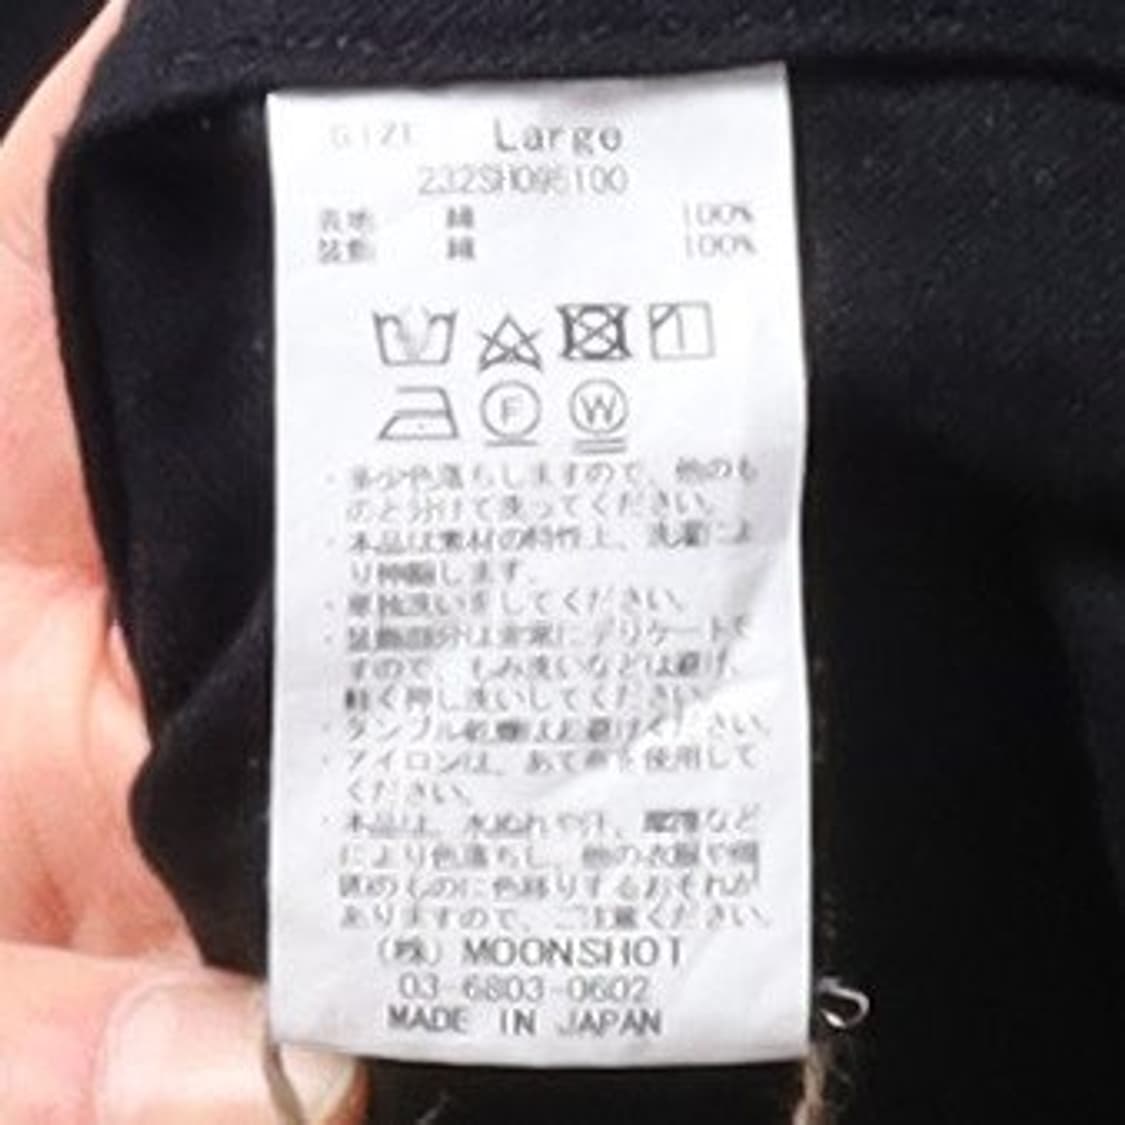 SIZE Large
232SH095100
表地 綿 100%
装飾 綿 100%
F W
・多少色落ちしますので、他のも
のと分けて洗ってください。
・本品は素材の特性上、洗濯によ
り伸縮します。
・単独洗いをしてください。
・装飾部分は非常にデリケートで
すので、もみ洗いなどは避け、
軽く押し洗いしてください。
・タンブル乾燥はお避けください。
・アイロンは、あて布を使用して
ください。
・本品は、水ぬれや汗、摩擦など
により色落ちし、他の衣服や
のものに色移りするおそれが
ありますので、ご注意ください。
(株) MOONSHOT
03-6803-0602
MADE IN JAPAN